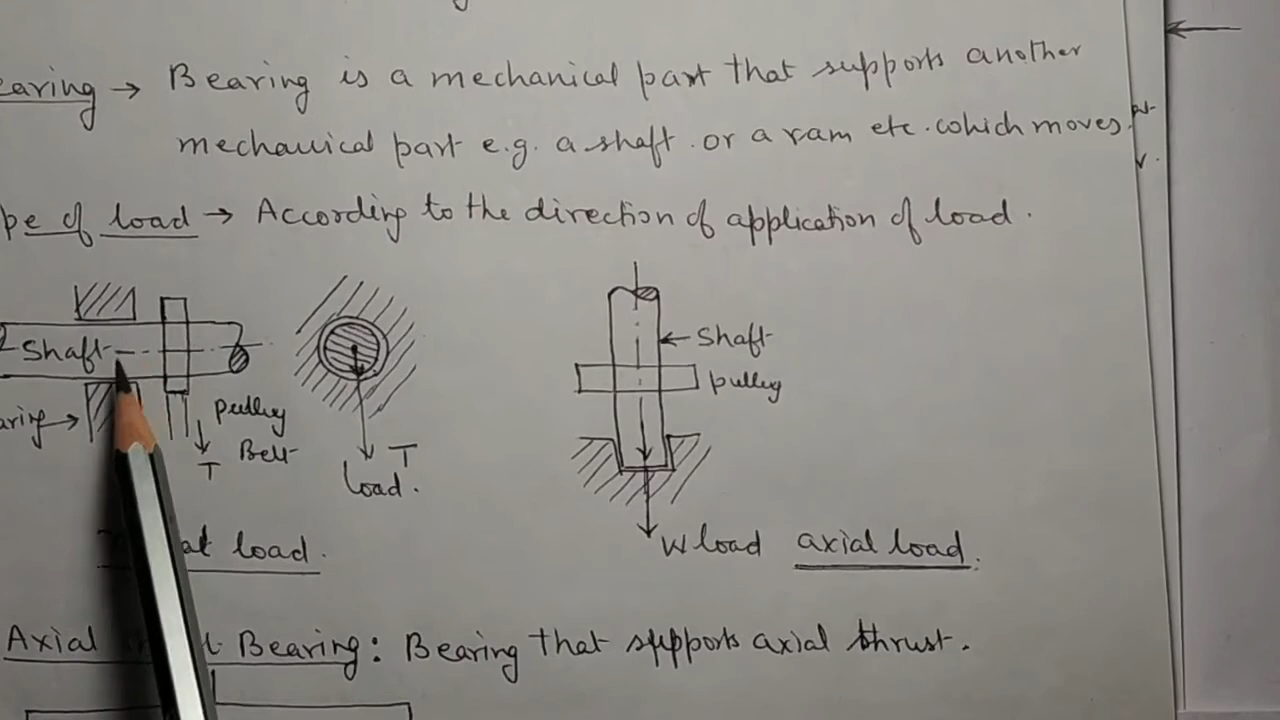 earing → Bearing is a mechanical part that supports another
mechanical part e.g. a shaft. or a ram etc. which moves.
pe of load → According to the direction of application of load.
Shaft
aring →
pulley
Belt
T
T
load.
Shaft
pulley
W load axial load.
load.
Axial Bearing: Bearing that supports axial thrust.